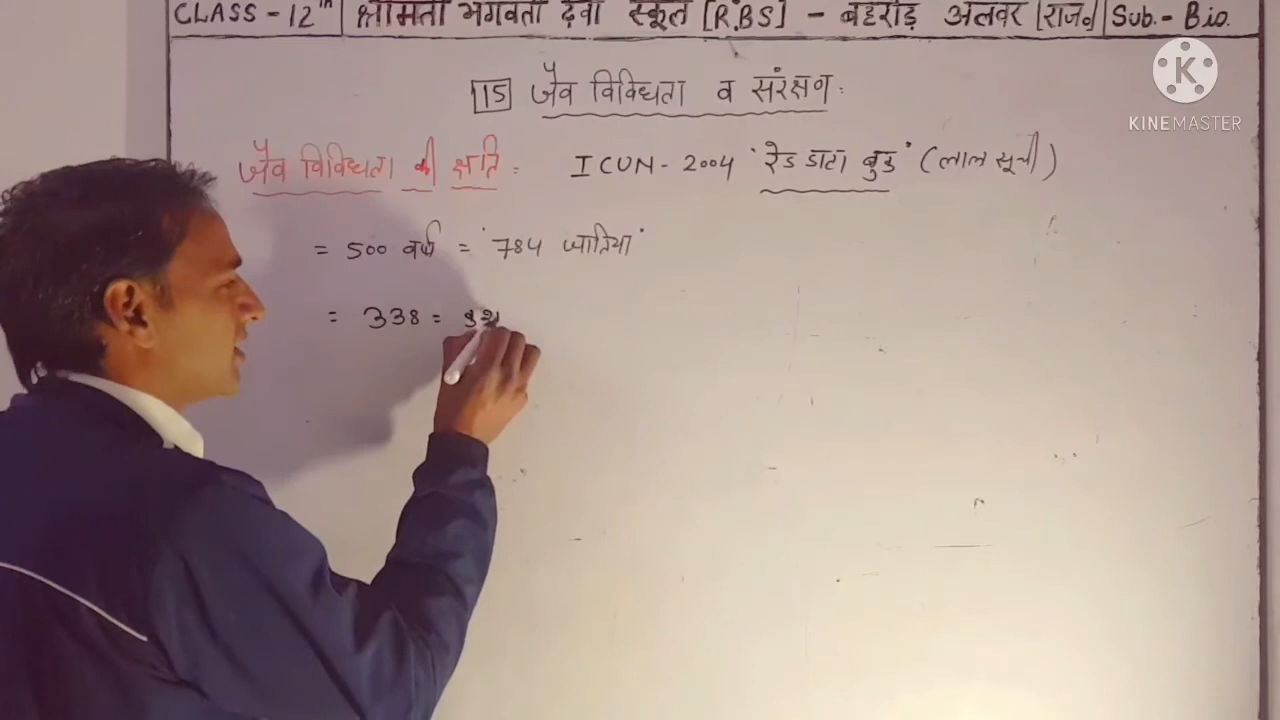 CLASS - 12th | श्रीमती भगवती देवी स्कूल [R.B.S] - बहरोड़ अलवर [राज०] | Sub. - Bio.
K
KINEMASTER
15 जैव विविधता व संरक्षण :
जैव विविधता की क्षति : ICUN - 2004 'रेड डाटा बुक' (लाल सूची)
= 500 वर्ष = '784 जातियां'
= 338 =